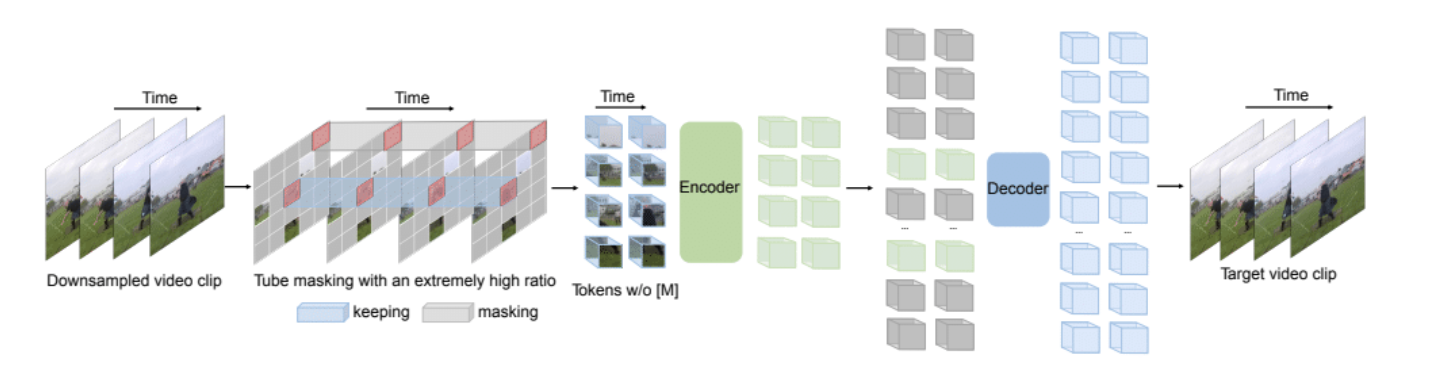 Time
Time
Time
Time
Encoder
Decoder
...
...
...
...
Downsampled video clip
Tube masking with an extremely high ratio
Tokens w/o [M]
Target video clip
keeping
masking